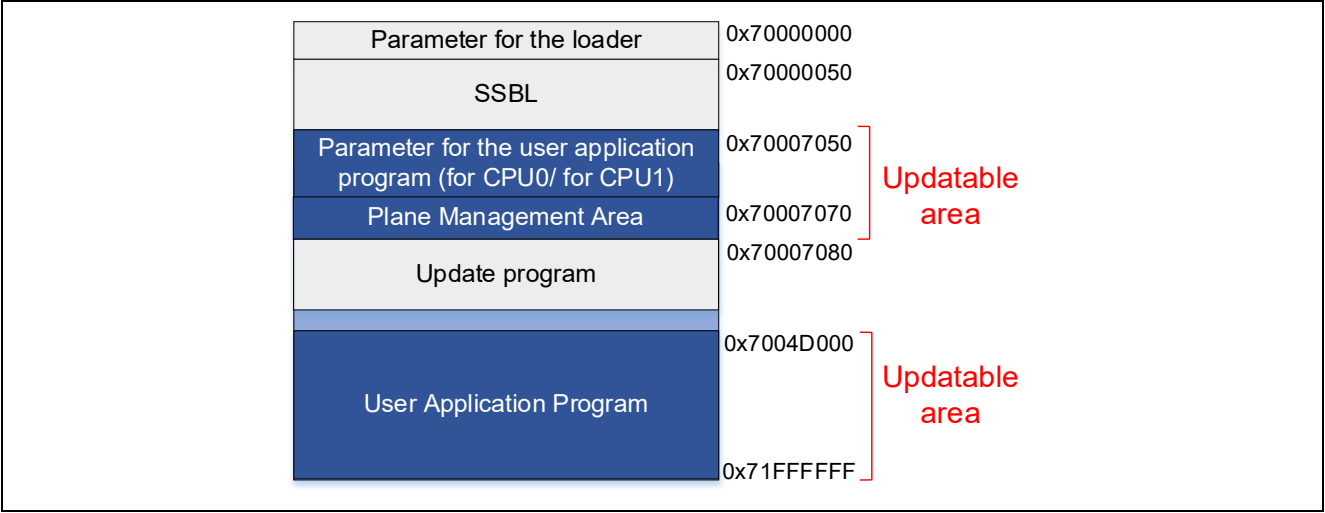 Parameter for the loader
0x70000000
0x70000050
SSBL
Parameter for the user application
program (for CPU0/ for CPU1)
0x70007050
Updatable
area
Plane Management Area
0x70007070
0x70007080
Update program
0x7004D000
User Application Program
Updatable
area
0x71FFFFFF